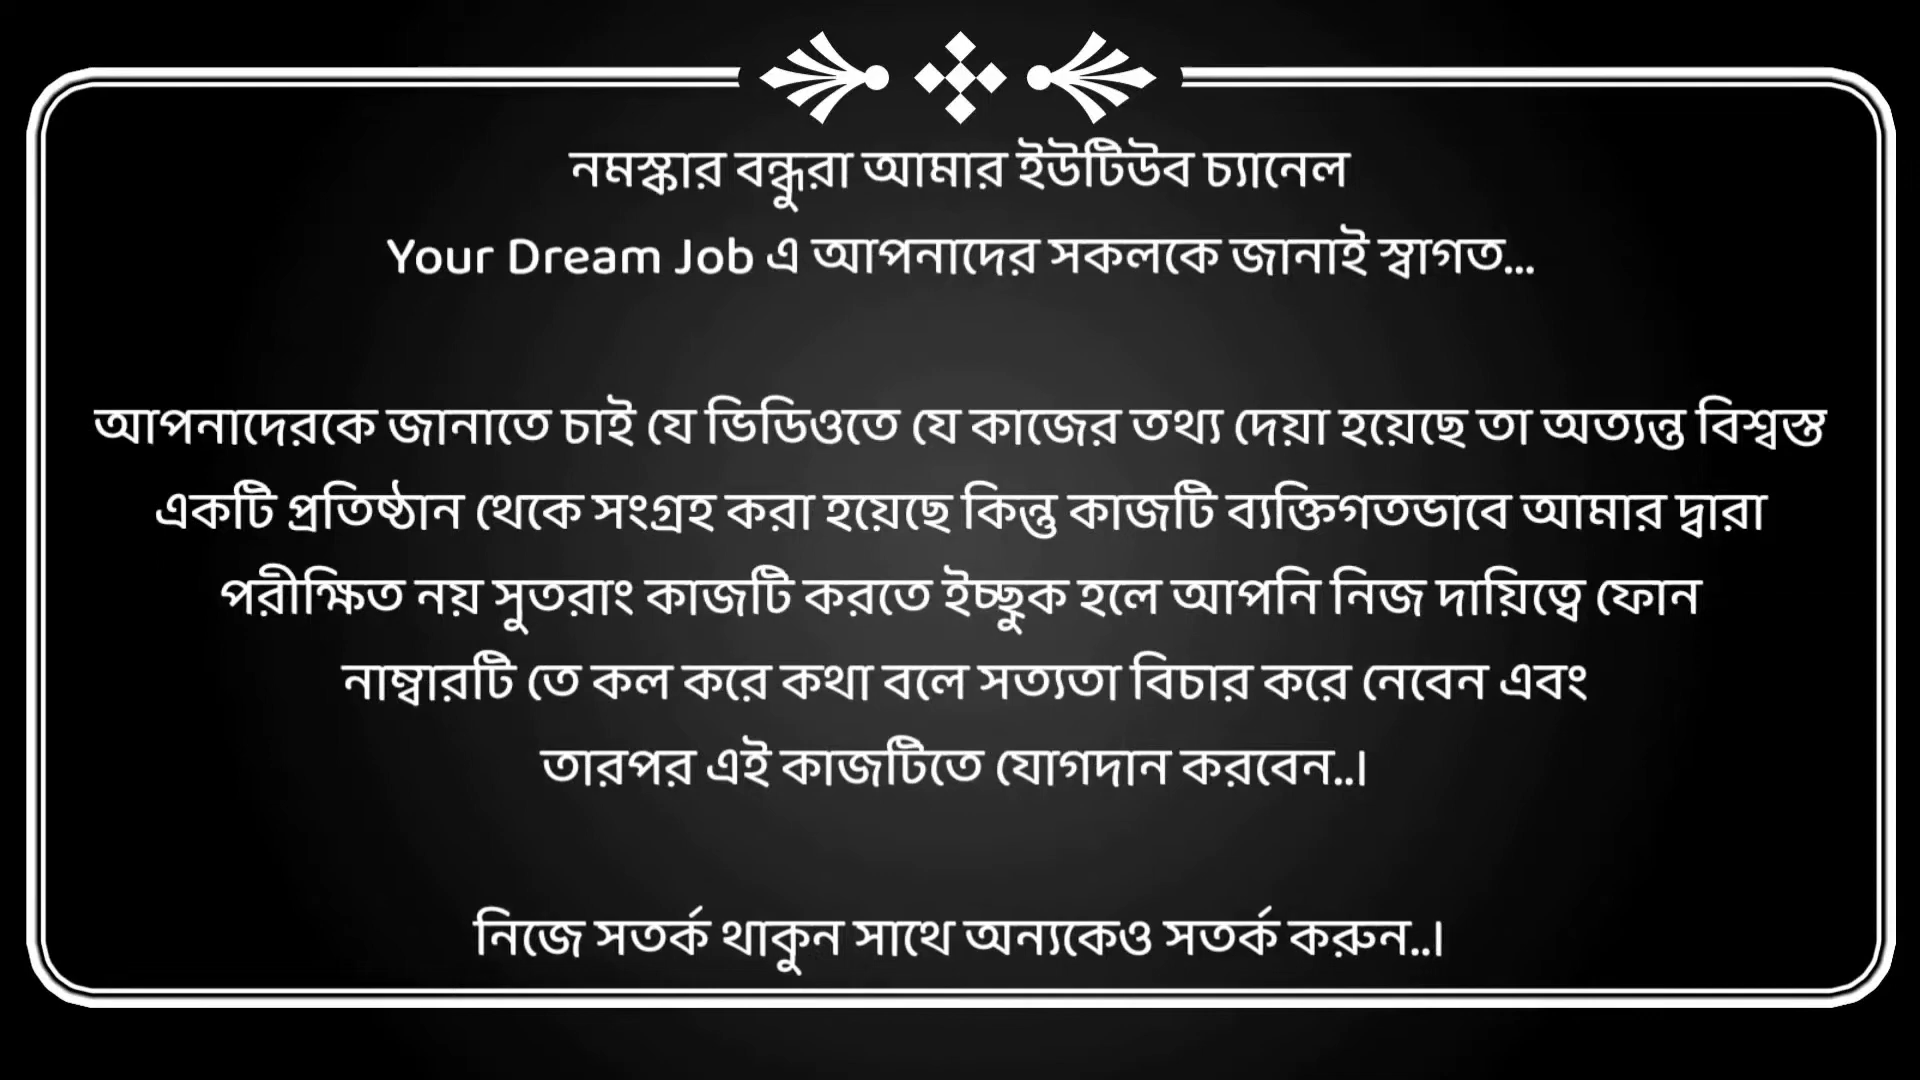 নমস্কার বন্ধুরা আমার ইউটিউব চ্যানেল
Your Dream Job এ আপনাদের সকলকে জানাই স্বাগত...
আপনাদেরকে জানাতে চাই যে ভিডিওতে যে কাজের তথ্য দেয়া হয়েছে তা অত্যন্ত বিশ্বস্ত
একটি প্রতিষ্ঠান থেকে সংগ্রহ করা হয়েছে কিন্তু কাজটি ব্যক্তিগতভাবে আমার দ্বারা
পরীক্ষিত নয় সুতরাং কাজটি করতে ইচ্ছুক হলে আপনি নিজ দায়িত্বে ফোন
নাম্বারটি তে কল করে কথা বলে সত্যতা বিচার করে নেবেন এবং
তারপর এই কাজটিতে যোগদান করবেন..।
নিজে সতর্ক থাকুন সাথে অন্যকেও সতর্ক করুন..।